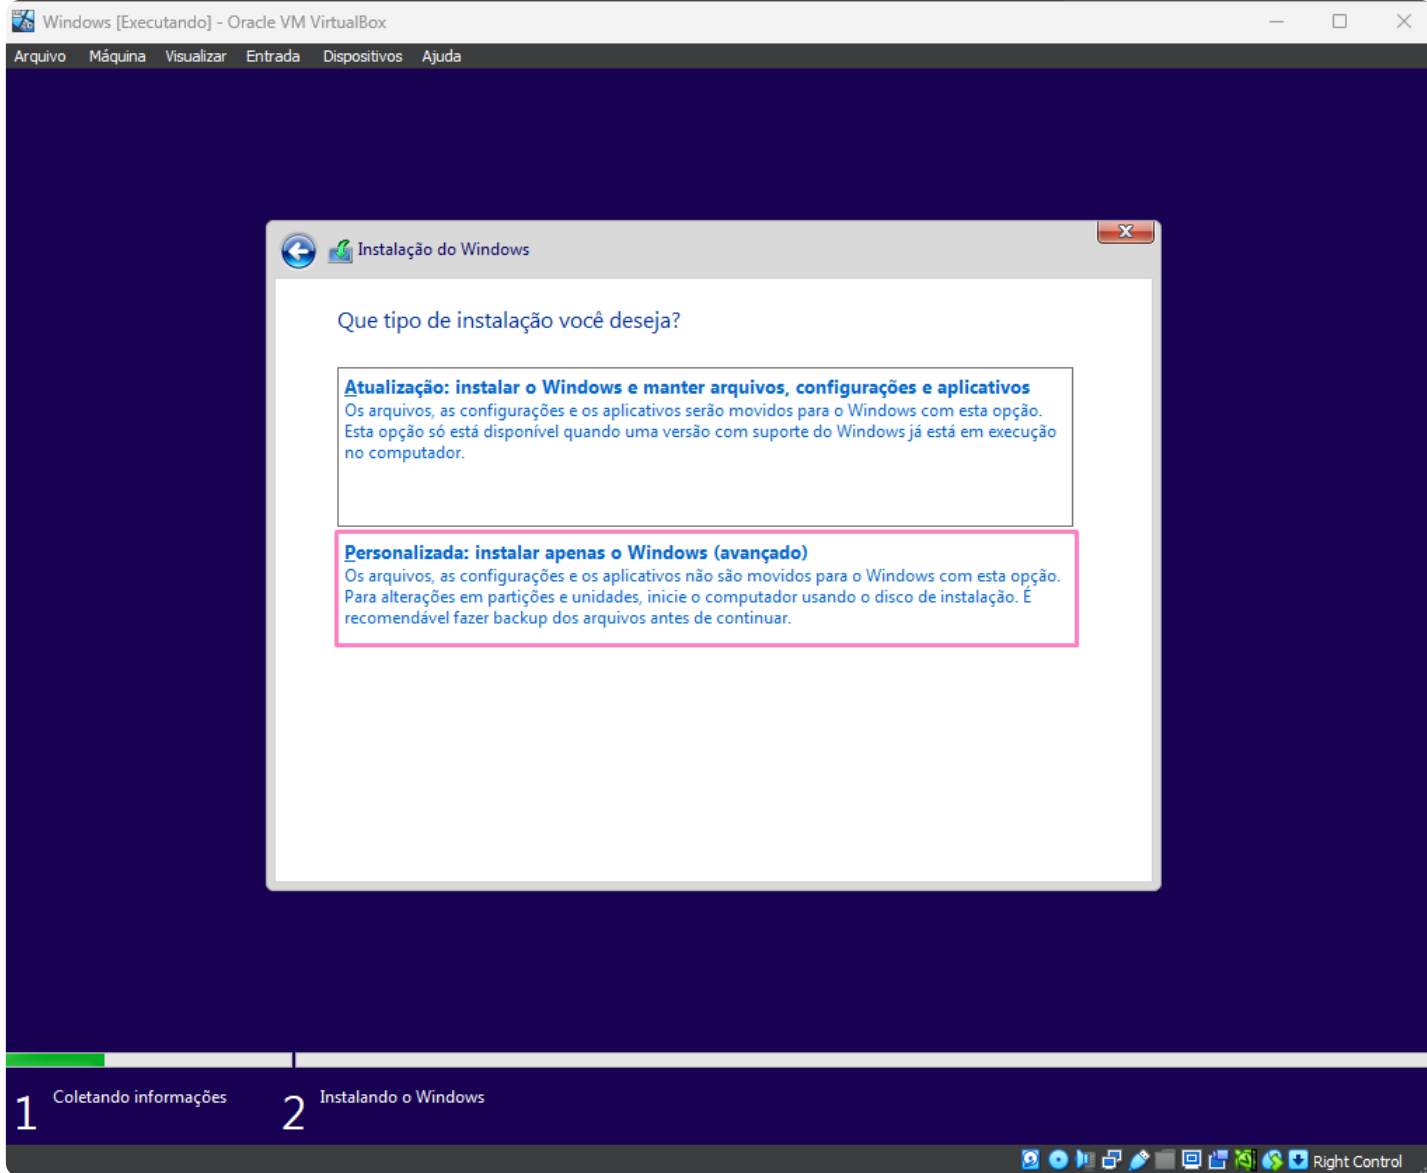 Windows [Executando] - Oracle VM VirtualBox
Arquivo Máquina Visualizar Entrada Dispositivos Ajuda
Instalação do Windows
Que tipo de instalação você deseja?
Atualização: instalar o Windows e manter arquivos, configurações e aplicativos
Os arquivos, as configurações e os aplicativos serão movidos para o Windows com esta opção.
Esta opção só está disponível quando uma versão com suporte do Windows já está em execução
no computador.
Personalizada: instalar apenas o Windows (avançado)
Os arquivos, as configurações e os aplicativos não são movidos para o Windows com esta opção.
Para alterações em partições e unidades, inicie o computador usando o disco de instalação. É
recomendável fazer backup dos arquivos antes de continuar.
1 Coletando informações 2 Instalando o Windows
Right Control